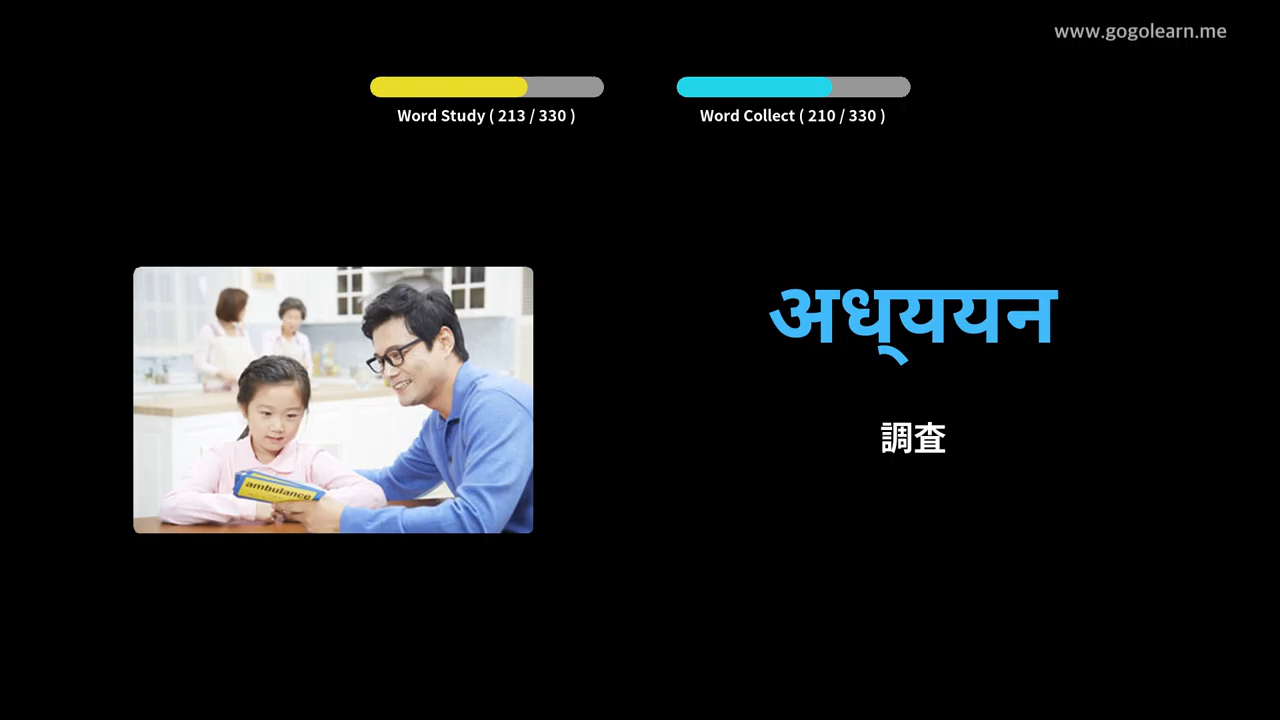 www.gogolearn.me
Word Study ( 213 / 330 )
Word Collect ( 210 / 330 )
अध्ययन
調査
ambulance